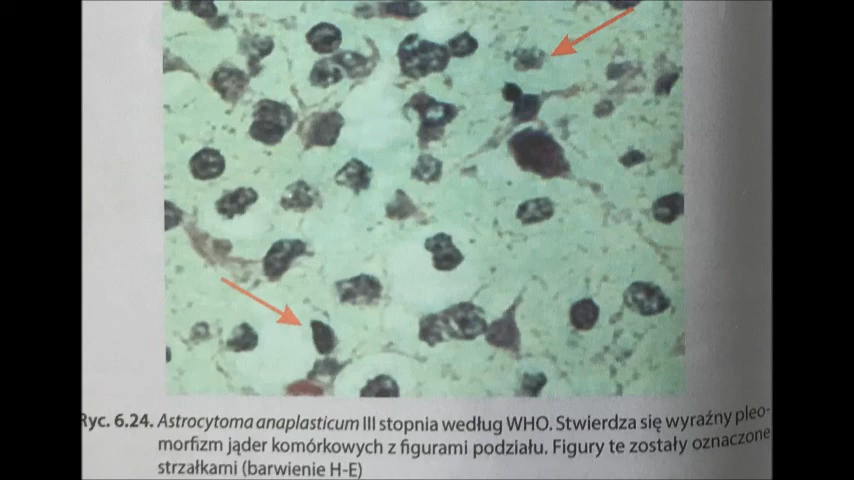 Ryc. 6.24. Astrocytoma anaplasticum III stopnia według WHO. Stwierdza się wyraźny pleo-
morfizm jąder komórkowych z figurami podziału. Figury te zostały oznaczone
strzałkami (barwienie H-E)